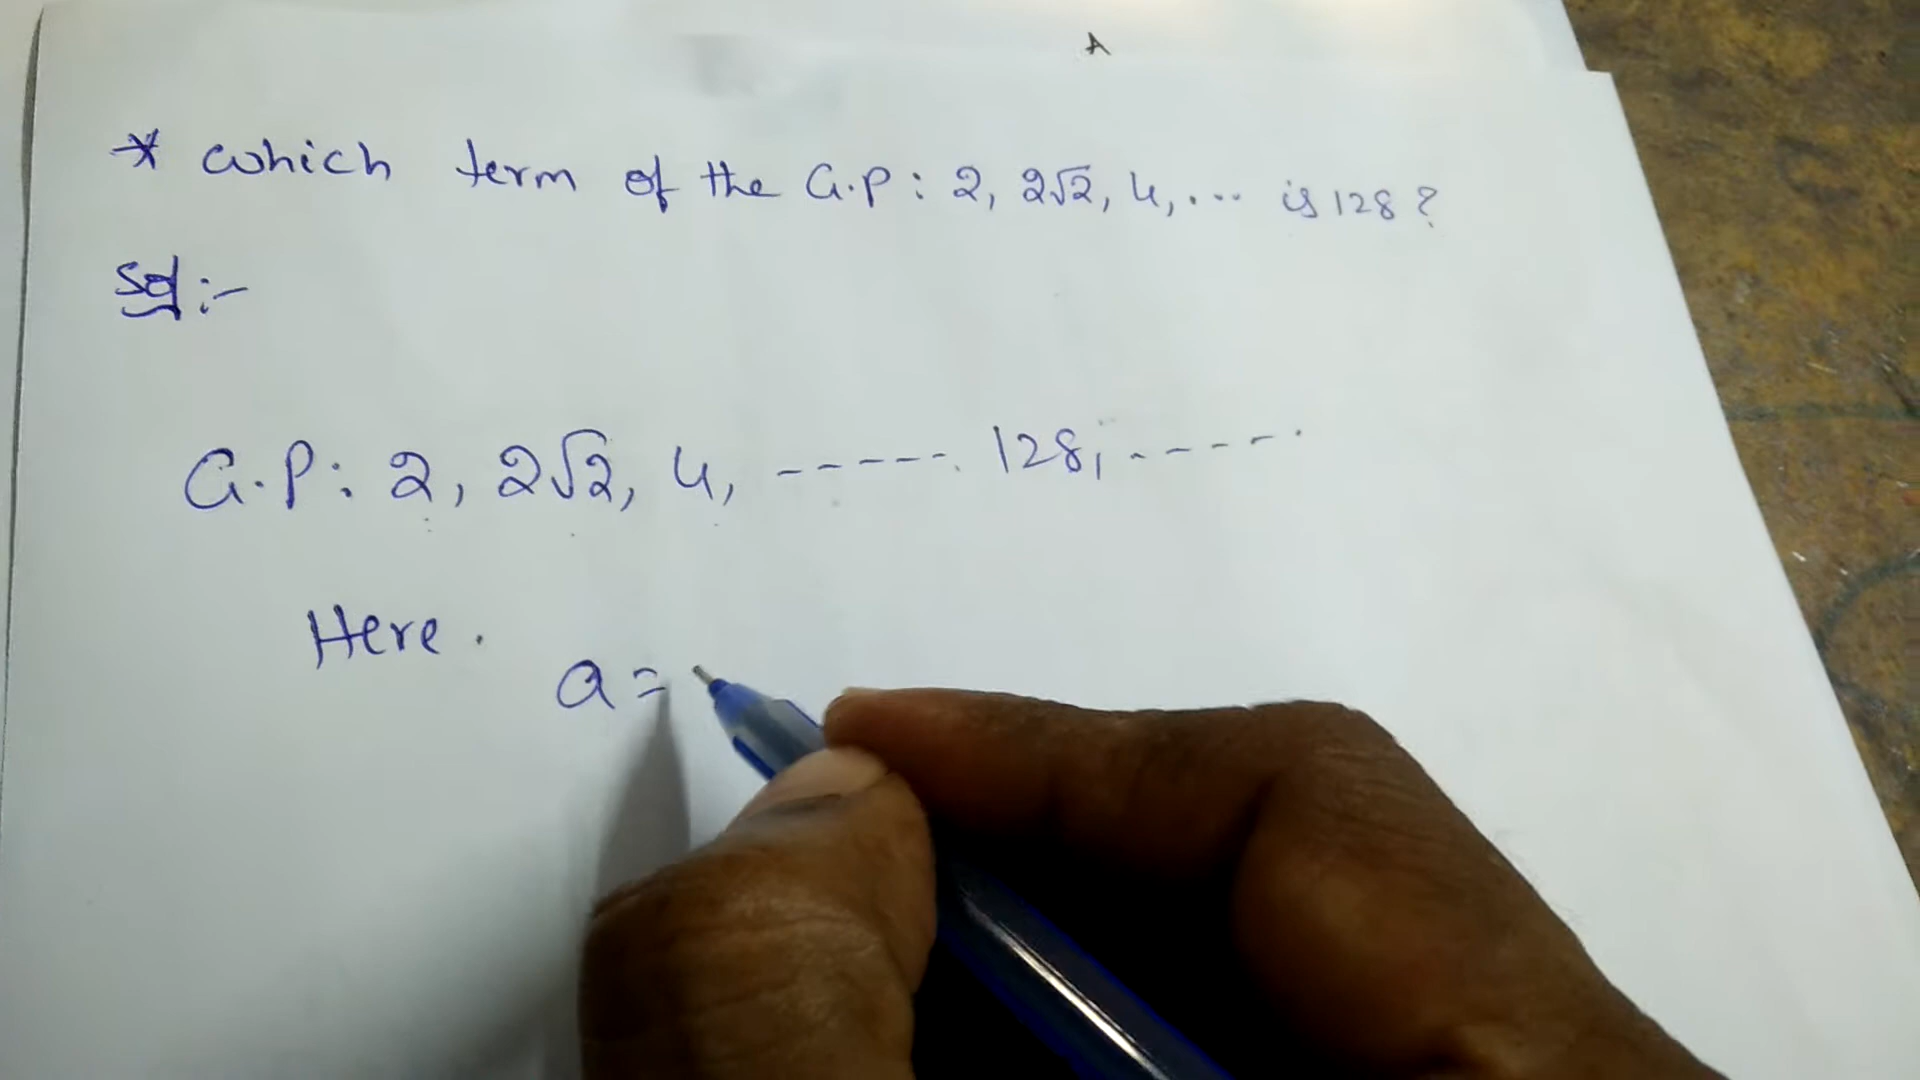 A
* Which term of the G.P : 2, 2√2, 4, ... is 128 ?
Sol :-
G.P : 2, 2√2, 4, ------ 128, ------
Here .
a =